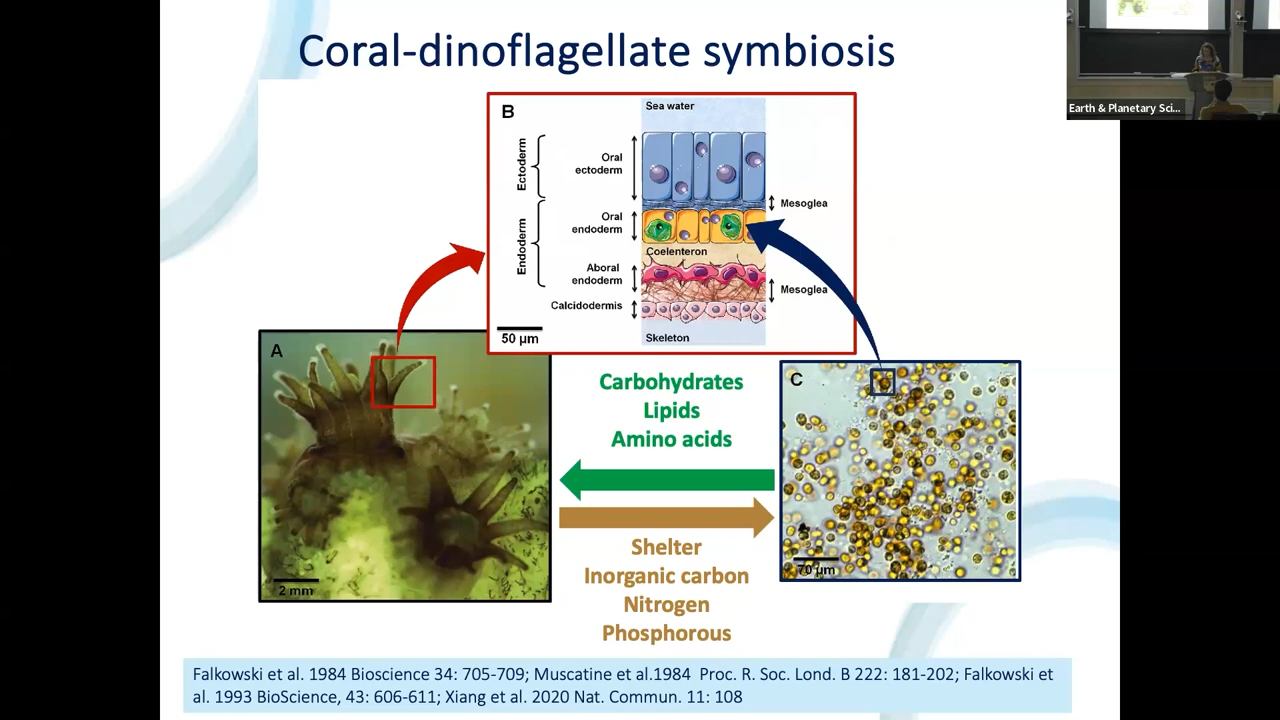 Coral-dinoflagellate symbiosis
Earth & Planetary Sci...
B
Sea water
Ectoderm
Oral
ectoderm
Mesoglea
Endoderm
Oral
endoderm
Coelenteron
Aboral
endoderm
Mesoglea
Calcidodermis
50 µm
Skeleton
A
2 mm
Carbohydrates
Lipids
Amino acids
C
70 µm
Shelter
Inorganic carbon
Nitrogen
Phosphorous
Falkowski et al. 1984 Bioscience 34: 705-709; Muscatine et al.1984 Proc. R. Soc. Lond. B 222: 181-202; Falkowski et
al. 1993 BioScience, 43: 606-611; Xiang et al. 2020 Nat. Commun. 11: 108